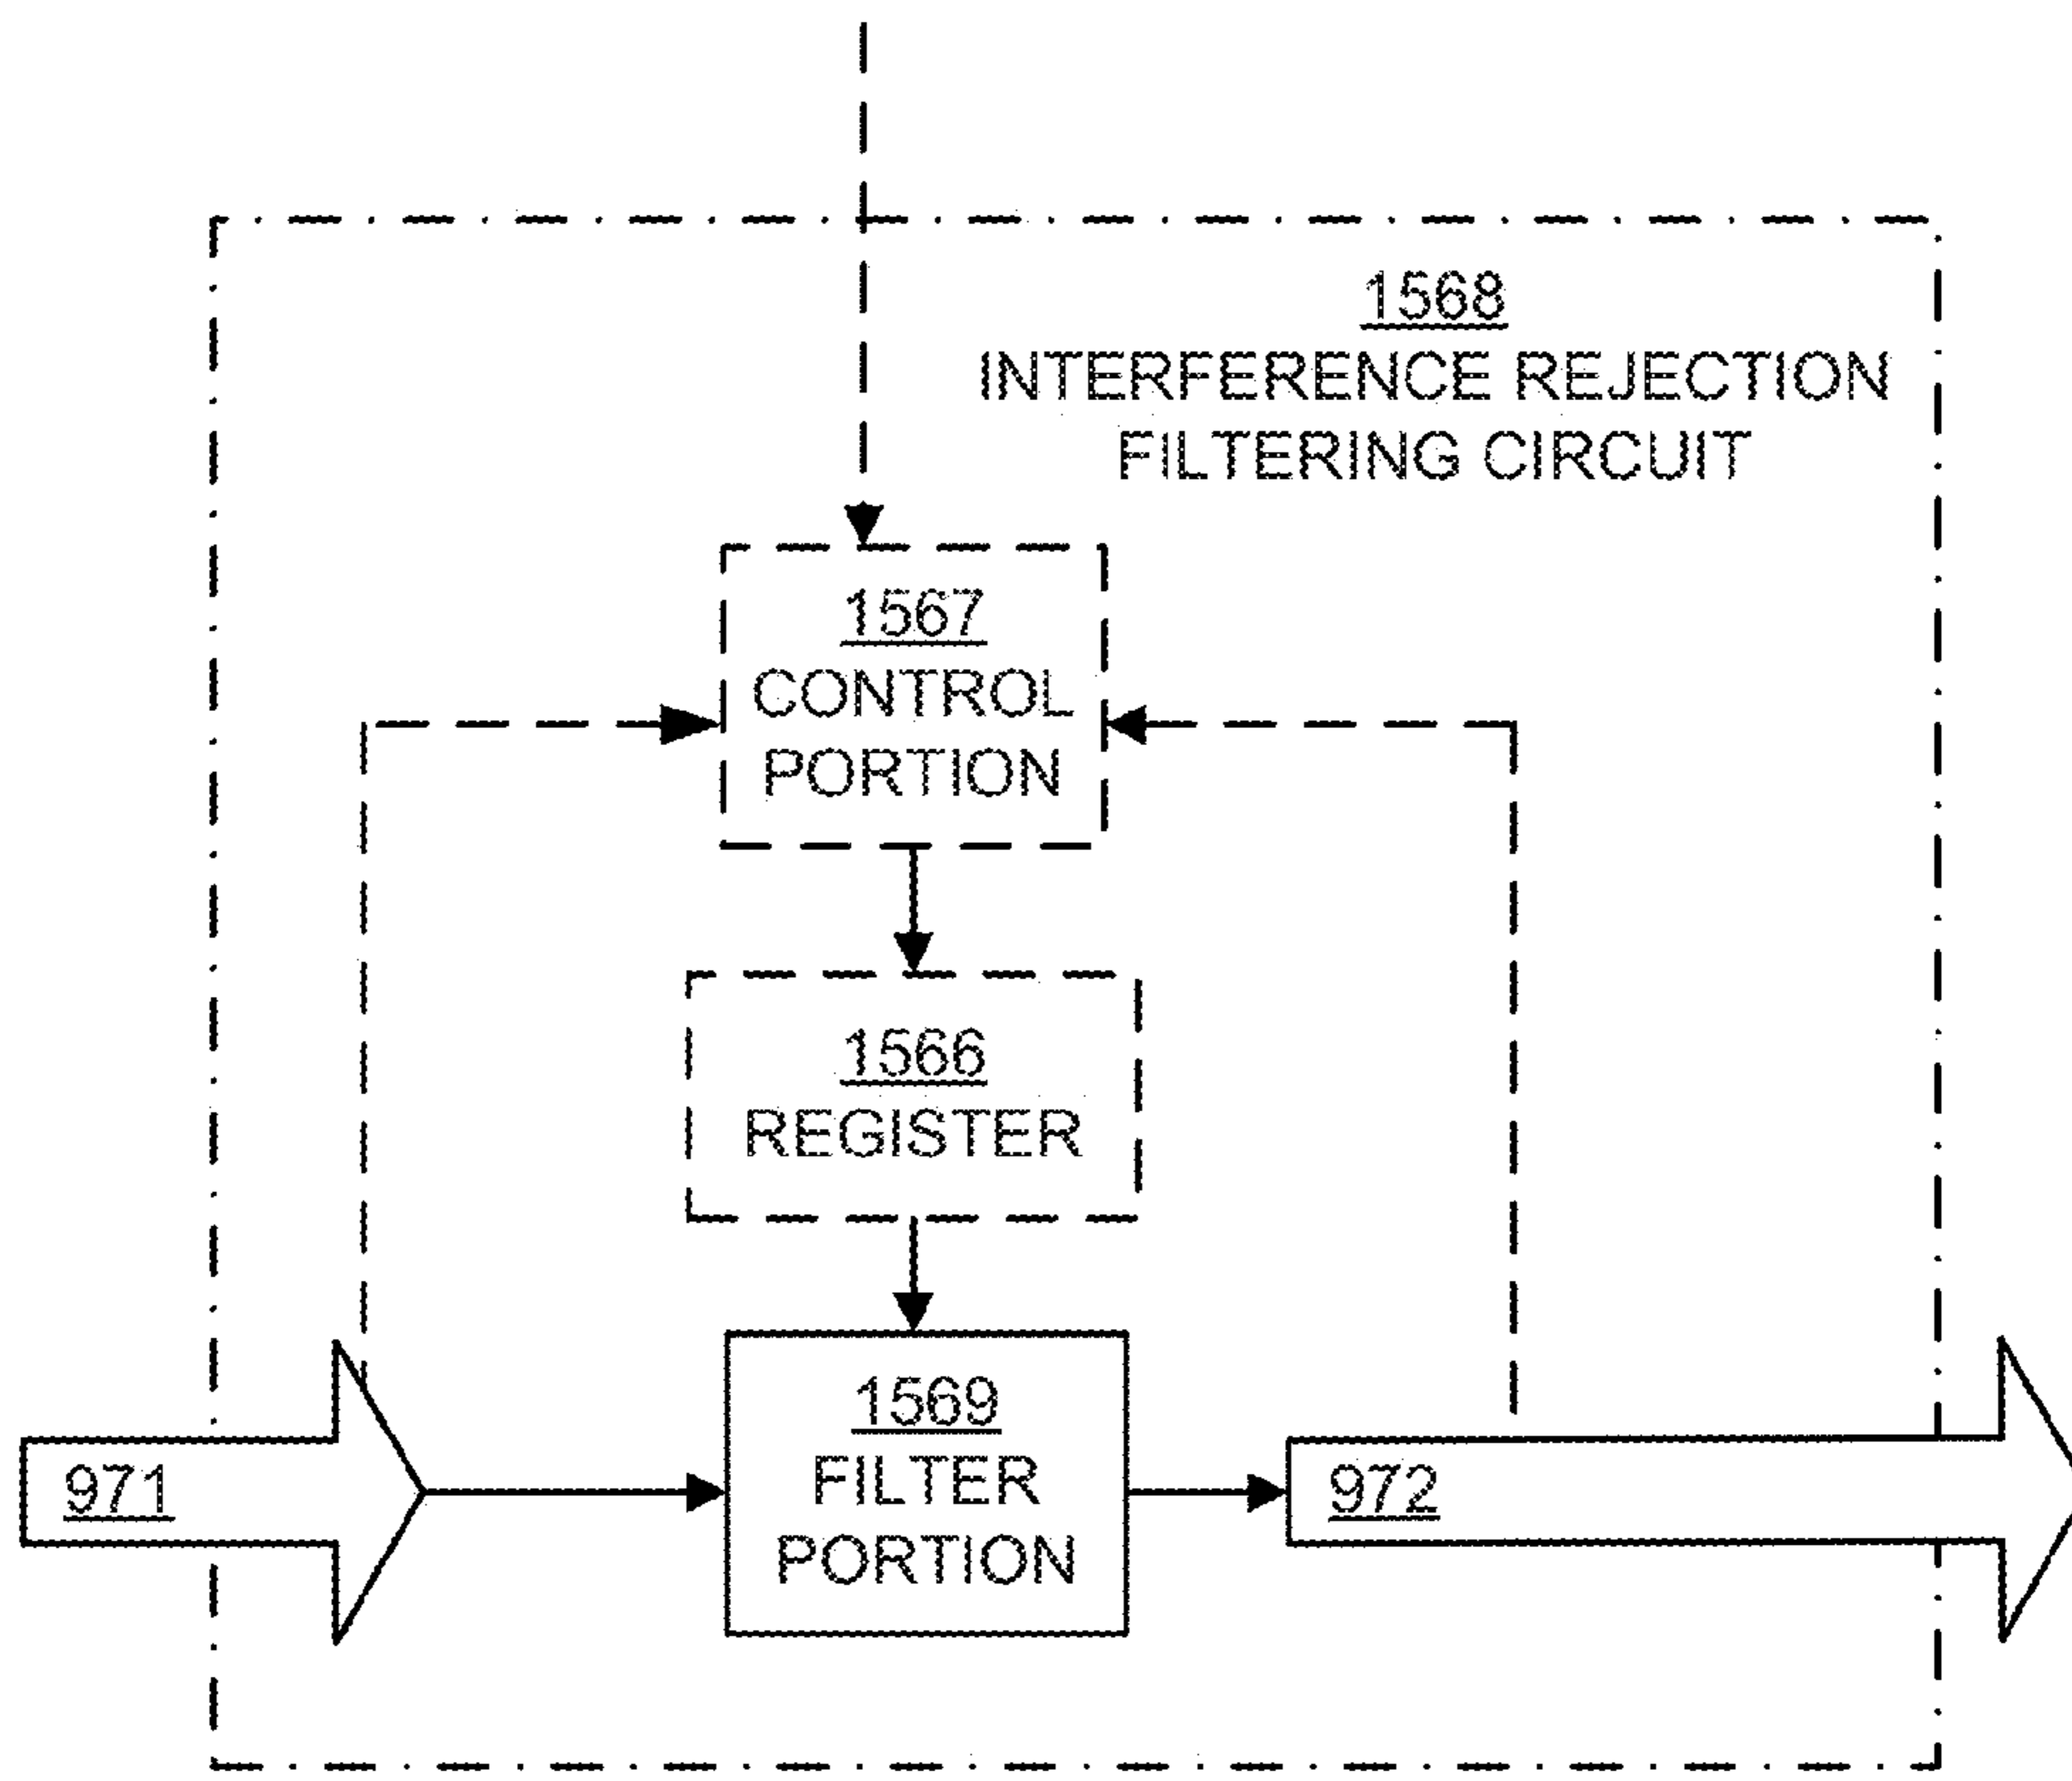 1568
INTERFERENCE REJECTION
FILTERING CIRCUIT
1567
CONTROL
PORTION
1566
REGISTER
1569
FILTER
PORTION
971
972